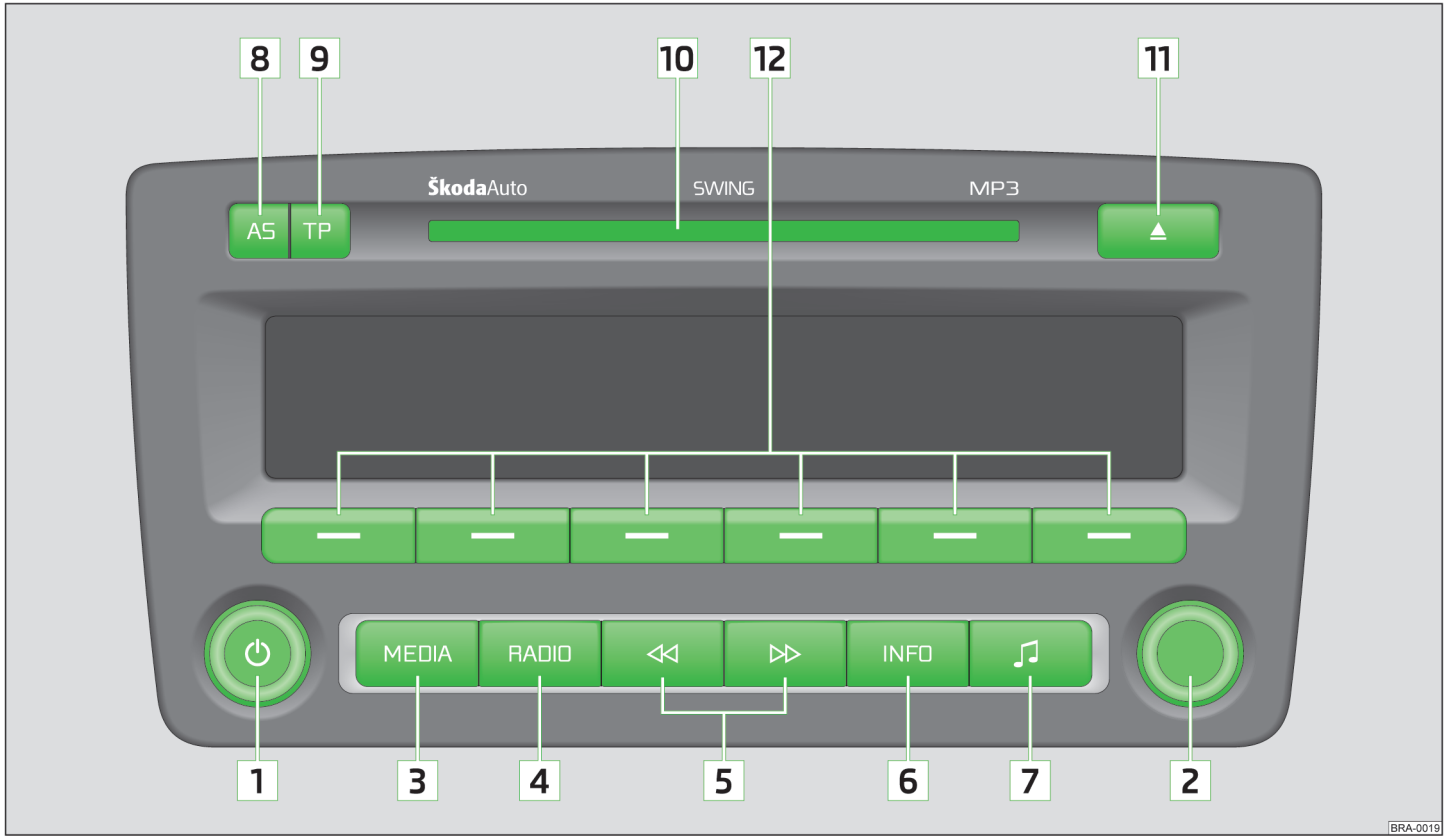 8 9 10 12 11
ŠkodaAuto SWING MP3
AS TP
MEDIA RADIO INFO
1 3 4 5 6 7 2
BRA-0019